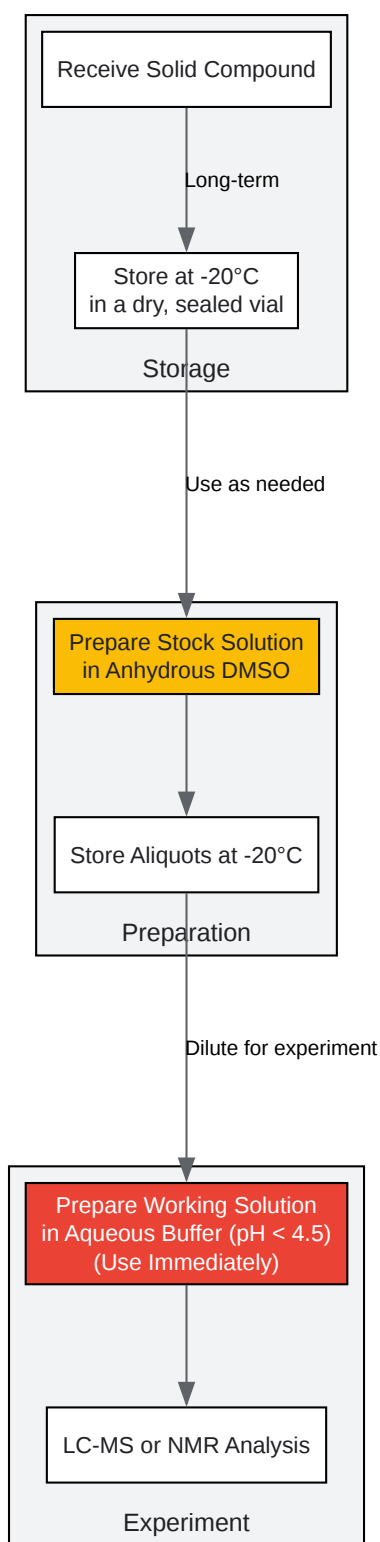 Receive Solid Compound
Long-term
Store at -20°C
in a dry, sealed vial
Storage
Use as needed
Prepare Stock Solution
in Anhydrous DMSO
Store Aliquots at -20°C
Preparation
Dilute for experiment
Prepare Working Solution
in Aqueous Buffer (pH < 4.5)
(Use Immediately)
LC-MS or NMR Analysis
Experiment